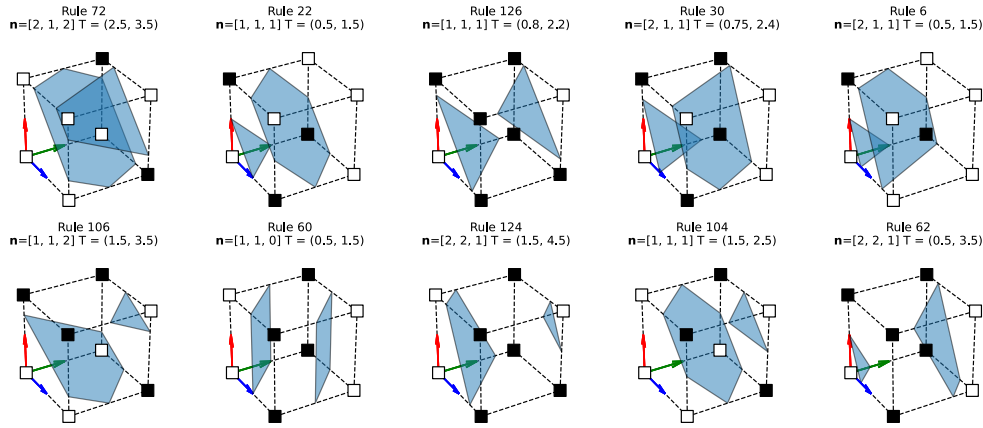 Rule 72
n=[2, 1, 2] T = (2.5, 3.5)
Rule 22
n=[1, 1, 1] T = (0.5, 1.5)
Rule 126
n=[1, 1, 1] T = (0.8, 2.2)
Rule 30
n=[2, 1, 1] T = (0.75, 2.4)
Rule 6
n=[2, 1, 1] T = (0.5, 1.5)
Rule 106
n=[1, 1, 2] T = (1.5, 3.5)
Rule 60
n=[1, 1, 0] T = (0.5, 1.5)
Rule 124
n=[2, 2, 1] T = (1.5, 4.5)
Rule 104
n=[1, 1, 1] T = (1.5, 2.5)
Rule 62
n=[2, 2, 1] T = (0.5, 3.5)